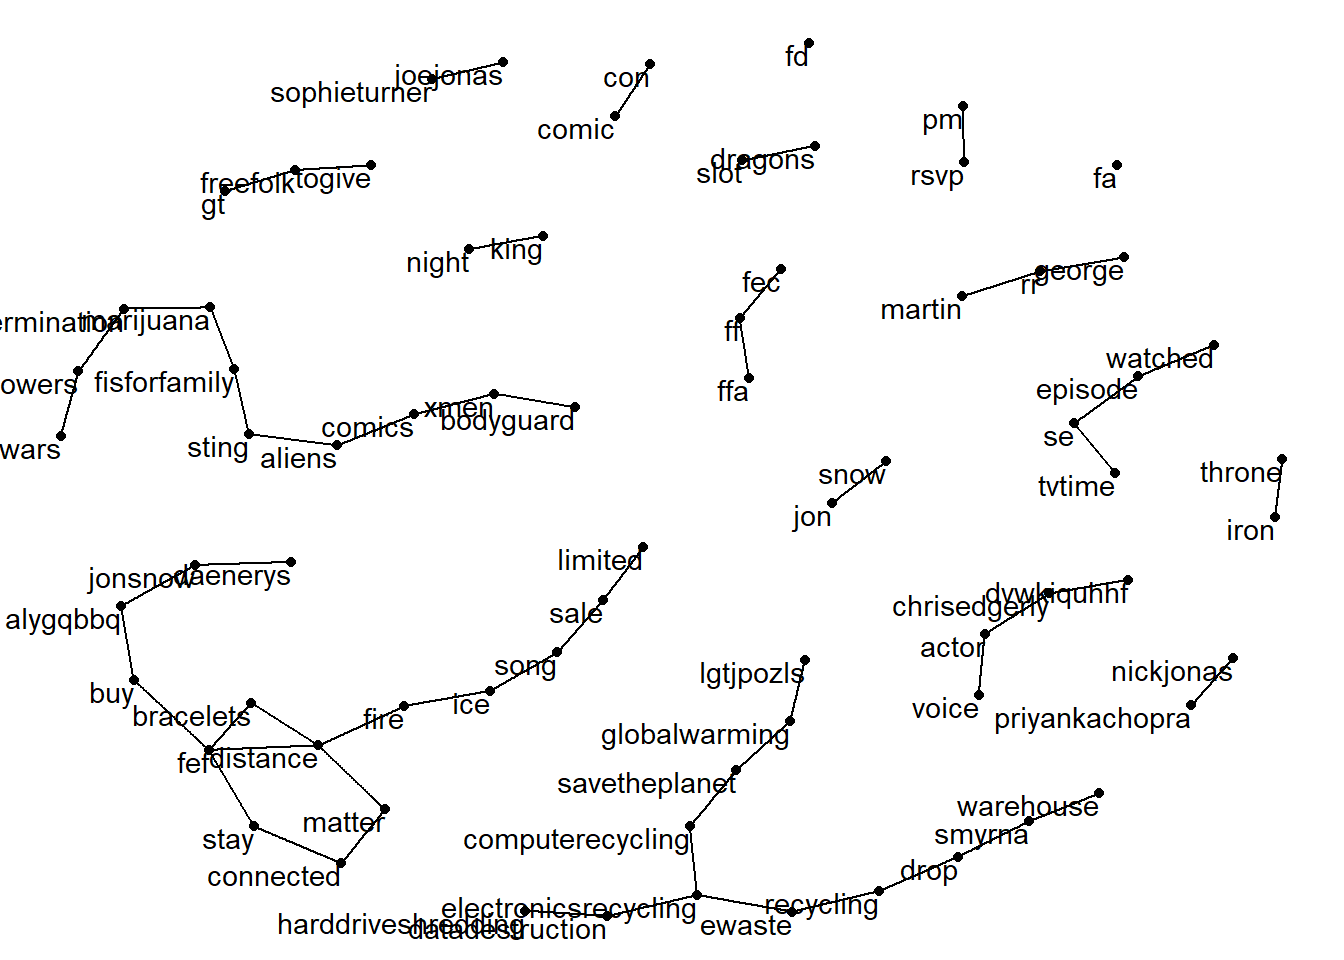 fd
joejonas
con
sophieturner
comic
pm
dragons
slot
rsvp
fa
freefolk
togive
gt
king
night
fec
george
rr
martin
ermination
marijuana
ff
watched
owers
fisforfamily
episode
ffa
xmen
bodyguard
comics
se
wars
sting
aliens
snow
throne
tvtime
jon
iron
limited
jonsnow
daenerys
dvwkiquhhf
chrisedgerly
alygqbbq
sale
actor
song
lgtjpozls
nickjonas
buy
ice
voice
bracelets
fire
priyankachopra
globalwarming
fef
distance
savetheplanet
warehouse
matter
stay
computerecycling
smyrna
drop
connected
electronicsrecycling
recycling
harddriveshredding
datadestruction
ewaste